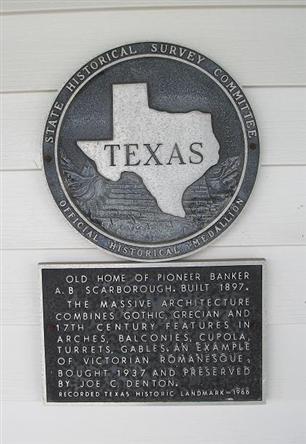 STATE HISTORICAL SURVEY COMMITTEE
TEXAS
OFFICIAL HISTORICAL MEDALLION
OLD HOME OF PIONEER BANKER
A.B. SCARBOROUGH. BUILT 1897.
THE MASSIVE ARCHITECTURE
COMBINES GOTHIC, GRECIAN AND
17TH CENTURY FEATURES IN
ARCHES, BALCONIES, CUPOLA,
TURRETS, GABLES. AN EXAMPLE
OF VICTORIAN ROMANESQUE,
BOUGHT 1937 AND PRESERVED
BY JOE C. DENTON.
RECORDED TEXAS HISTORIC LANDMARK—1966